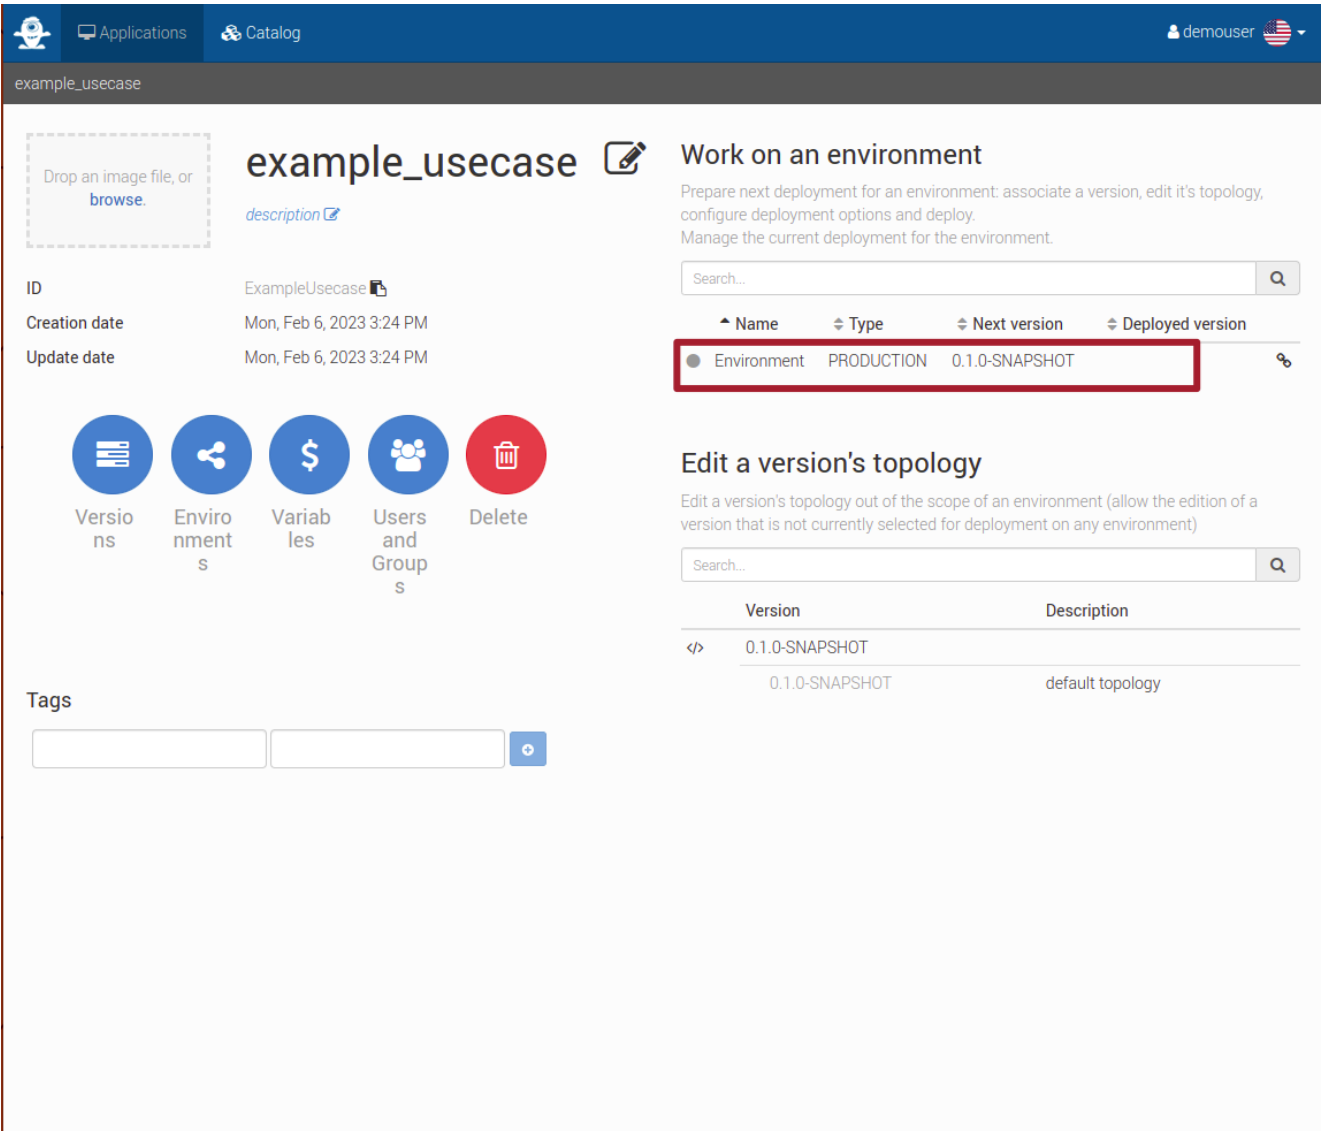 Applications
Catalog
demouser
example_usecase
Drop an image file, or
browse.
example_usecase
description
ID
ExampleUsecase
Creation date
Mon, Feb 6, 2023 3:24 PM
Update date
Mon, Feb 6, 2023 3:24 PM
Versio
ns
Enviro
nment
s
Variab
les
Users
and
Group
s
Delete
Tags
Work on an environment
Prepare next deployment for an environment: associate a version, edit it's topology,
configure deployment options and deploy.
Manage the current deployment for the environment.
Search...
Name Type Next version Deployed version
Environment PRODUCTION 0.1.0-SNAPSHOT
Edit a version's topology
Edit a version's topology out of the scope of an environment (allow the edition of a
version that is not currently selected for deployment on any environment)
Search...
Version Description
0.1.0-SNAPSHOT
0.1.0-SNAPSHOT default topology